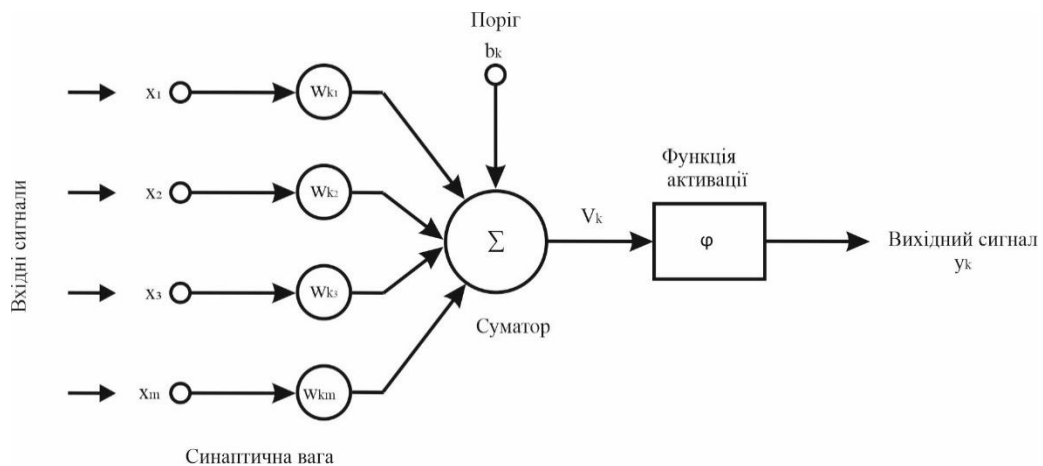 Поріг
bₖ
x₁
wₖ₁
Функція
активації
x₂
wₖ₂
Σ
Vₖ
φ
Вихідний сигнал
yₖ
Вхідні сигнали
x₃
wₖ₃
Суматор
xₘ
wₖₘ
Синаптична вага